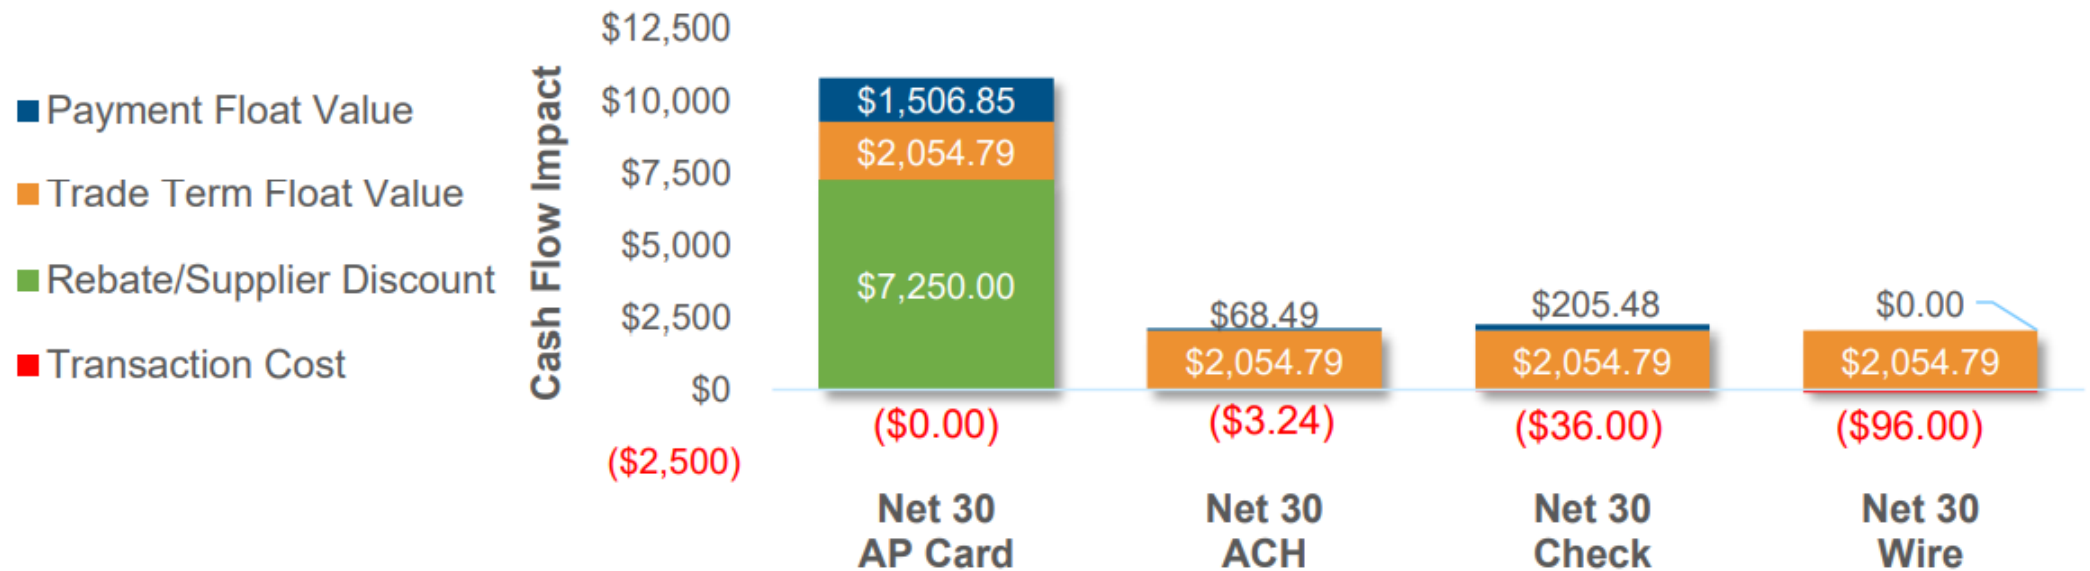 Payment Float Value
Trade Term Float Value
Rebate/Supplier Discount
Transaction Cost
Cash Flow Impact
$12,500
$10,000
$7,500
$5,000
$2,500
$0
($2,500)
$1,506.85
$2,054.79
$7,250.00
($0.00)
$68.49
$2,054.79
($3.24)
$205.48
$2,054.79
($36.00)
$0.00
$2,054.79
($96.00)
Net 30
AP Card
Net 30
ACH
Net 30
Check
Net 30
Wire